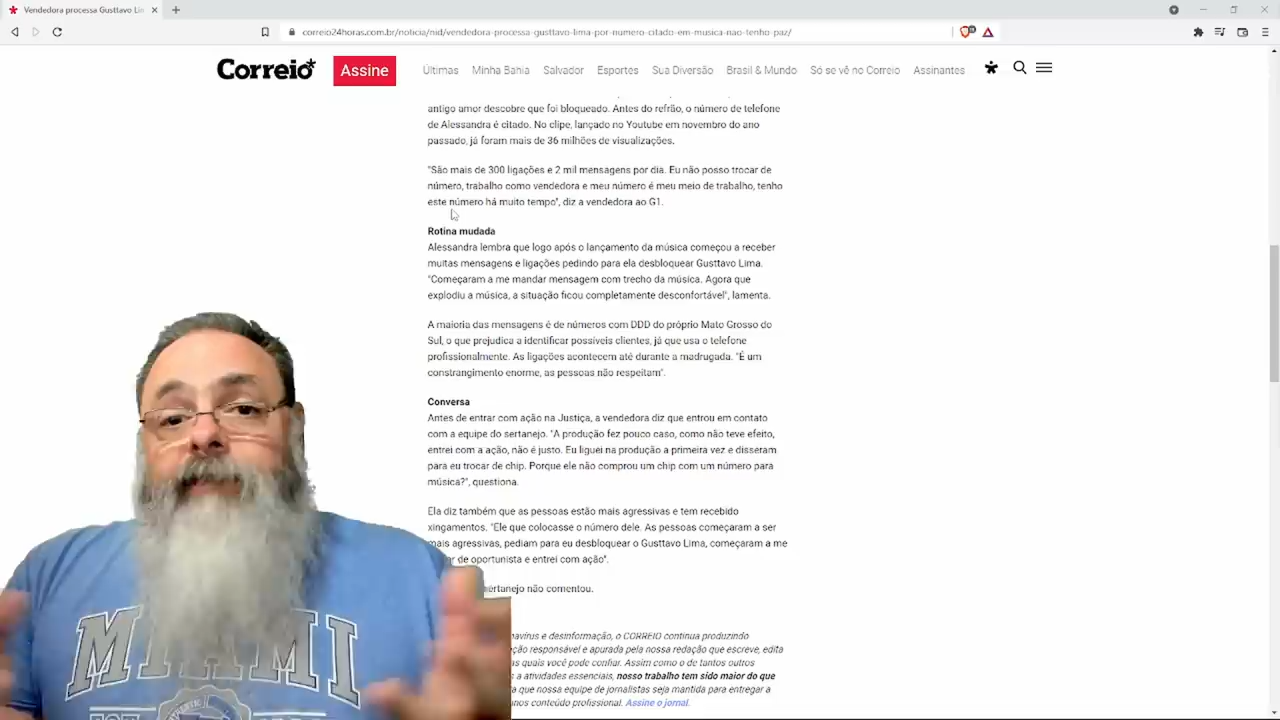 Vendedora processa Gusttavo Lin
correio24horas.com.br/noticia/nid/vendedora-processa-gusttavo-lima-por-numero-citado-em-musica-nao-tenho-paz/
Correio*
Assine
Últimas
Minha Bahia
Salvador
Esportes
Sua Diversão
Brasil & Mundo
Só se vê no Correio
Assinantes
antigo amor descobre que foi bloqueado. Antes do refrão, o número de telefone
de Alessandra é citado. No clipe, lançado no Youtube em novembro do ano
passado, já foram mais de 36 milhões de visualizações.
"São mais de 300 ligações e 2 mil mensagens por dia. Eu não posso trocar de
número, trabalho como vendedora e meu número é meu meio de trabalho, tenho
este número há muito tempo", diz a vendedora ao G1.
Rotina mudada
Alessandra lembra que logo após o lançamento da música começou a receber
muitas mensagens e ligações pedindo para ela desbloquear Gusttavo Lima.
"Começaram a me mandar mensagem com trecho da música. Agora que
explodiu a música, a situação ficou completamente desconfortável", lamenta.
A maioria das mensagens é de números com DDD do próprio Mato Grosso do
Sul, o que prejudica a identificar possíveis clientes, já que usa o telefone
profissionalmente. As ligações acontecem até durante a madrugada. "É um
constrangimento enorme, as pessoas não respeitam".
Conversa
Antes de entrar com ação na Justiça, a vendedora diz que entrou em contato
com a equipe do sertanejo. "A produção fez pouco caso, como não teve efeito,
entrei com a ação, não é justo. Eu liguei na produção a primeira vez e disseram
para eu trocar de chip. Porque ele não comprou um chip com um número para
música?", questiona.
Ela diz também que as pessoas estão mais agressivas e tem recebido
xingamentos. "Ele que colocasse o número dele. As pessoas começaram a ser
mais agressivas, pediam para eu desbloquear o Gusttavo Lima, começaram a me
de oportunista e entrei com ação".
sertanejo não comentou.
navírus e desinformação, o CORREIO continua produzindo
ção responsável e apurada pela nossa redação que escreve, edita
as quais você pode confiar. Assim como o de tantos outros
s a atividades essenciais, nosso trabalho tem sido maior do que
ra que nossa equipe de jornalistas seja mantida para entregar a
conteúdo profissional. Assine o jornal.
MIAMI